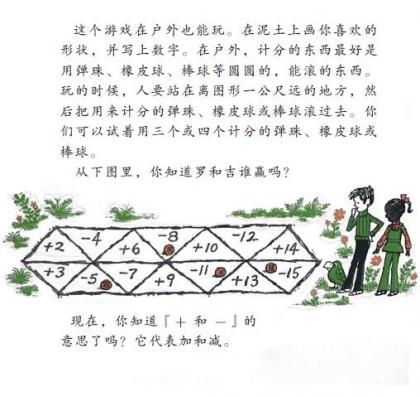 这个游戏在户外也能玩。在泥土上画你喜欢的
形状，并写上数字。在户外，计分的东西最好是
用弹珠、橡皮球、棒球等圆圆的，能滚的东西。
玩的时候，人要站在离图形一公尺远的地方，然
后把用来计分的弹珠、橡皮球或棒球滚过去。你
们可以试着用三个或四个计分的弹珠、橡皮球或
棒球。
从下图里，你知道罗和吉谁赢吗？
+2 -4 +6 -8 +10 -12 +14
+3 -5 -7 +9 -11 +13 -15
现在，你知道『+ 和 -』的
意思了吗？它代表加和减。